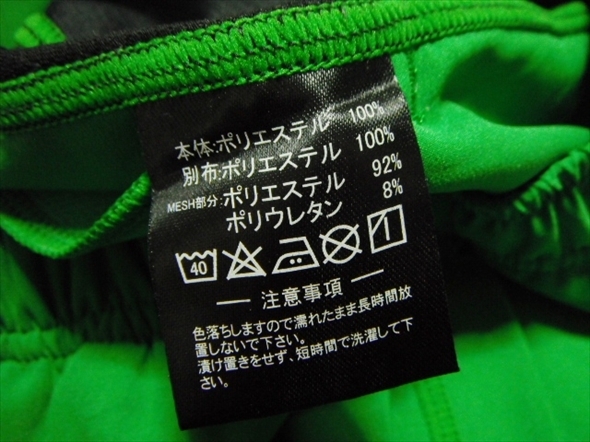 本体:ポリエステル 100%
別布:ポリエステル 100%
MESH部分:ポリエステル 92%
ポリウレタン 8%
40
注意事項
色落ちしますので濡れたまま長時間放
置しないで下さい。
漬け置きをせず、短時間で洗濯して下
さい。